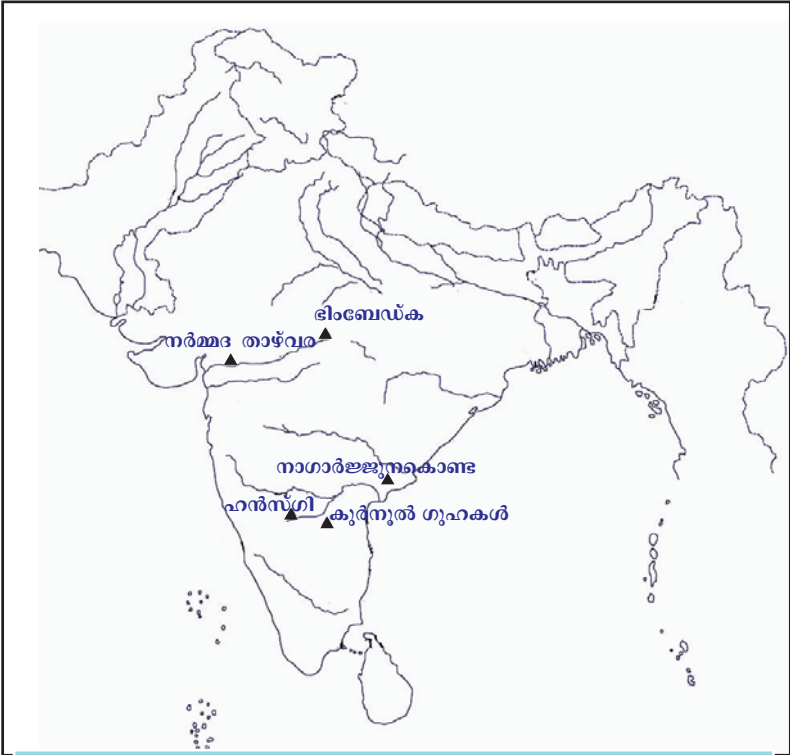 ഭിംബേഡ്ക
നർമ്മദ താഴ്‌വര
നാഗാർജ്ജുനകൊണ്ട
ഹൻസ്ഗി
കുർനൂൽ ഗുഹകൾ